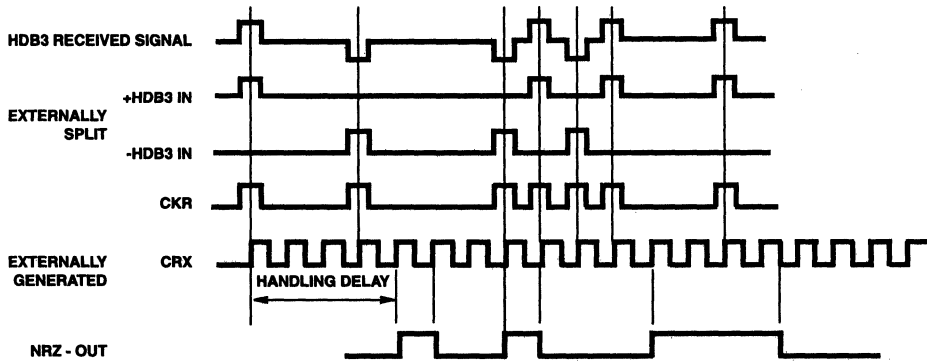 HDB3 RECEIVED SIGNAL
+HDB3 IN
EXTERNALLY
SPLIT
-HDB3 IN
CKR
EXTERNALLY
GENERATED
CRX
HANDLING DELAY
NRZ - OUT